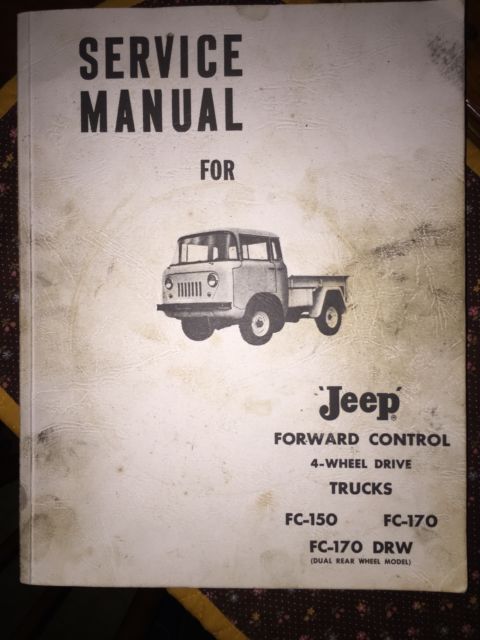 SERVICE
MANUAL
FOR
'Jeep'®
FORWARD CONTROL
4-WHEEL DRIVE
TRUCKS
FC-150 FC-170
FC-170 DRW
(DUAL REAR WHEEL MODEL)